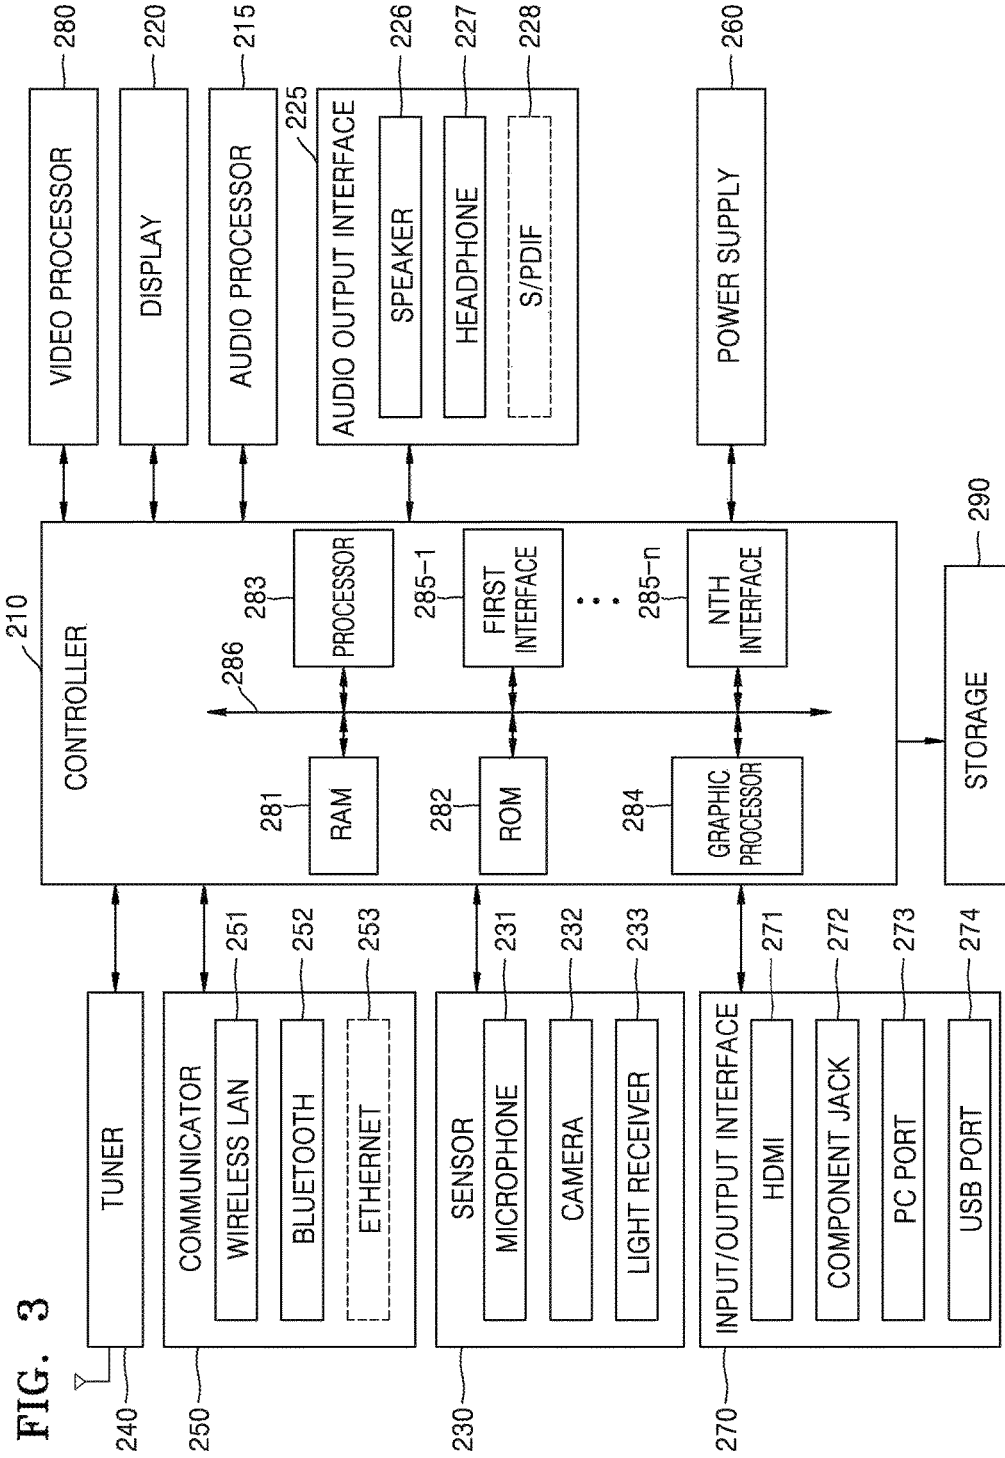 FIG. 3
210
CONTROLLER
240
TUNER
250
COMMUNICATOR
WIRELESS LAN
251
BLUETOOTH
252
ETHERNET
253
230
SENSOR
MICROPHONE
231
CAMERA
232
LIGHT RECEIVER
233
270
INPUT/OUTPUT INTERFACE
HDMI
271
COMPONENT JACK
272
PC PORT
273
USB PORT
274
281
RAM
282
ROM
284
GRAPHIC
PROCESSOR
286
283
PROCESSOR
285-1
FIRST
INTERFACE
...
285-n
NTH
INTERFACE
VIDEO PROCESSOR
280
DISPLAY
220
AUDIO PROCESSOR
215
225
AUDIO OUTPUT INTERFACE
SPEAKER
226
HEADPHONE
227
S/PDIF
228
POWER SUPPLY
260
STORAGE
290